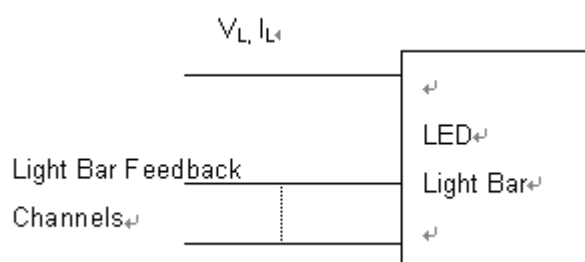 VL, IL↵
↵
LED↵
Light Bar Feedback
Light Bar↵
Channels↵
↵